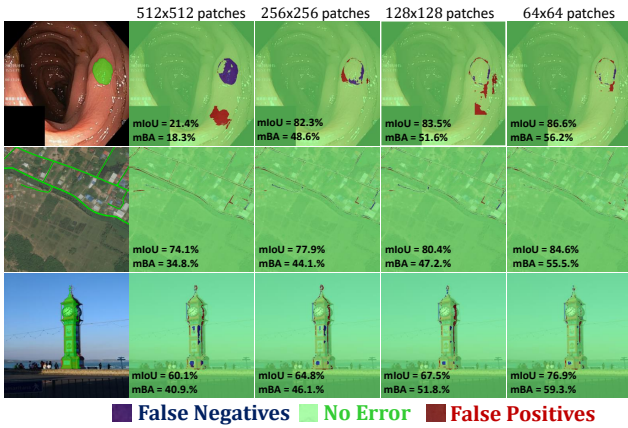 512x512 patches 256x256 patches 128x128 patches 64x64 patches
mIoU = 21.4% mIoU = 82.3% mIoU = 83.5% mIoU = 86.6%
mBA = 18.3% mBA = 48.6% mBA = 51.6% mBA = 56.2%
mIoU = 74.1% mIoU = 77.9% mIoU = 80.4% mIoU = 84.6%
mBA = 34.8.% mBA = 44.1.% mBA = 47.2.% mBA = 55.5.%
mIoU = 60.1% mIoU = 64.8% mIoU = 67.5% mIoU = 76.9%
mBA = 40.9.% mBA = 46.1.% mBA = 51.8.% mBA = 59.3.%
False Negatives No Error False Positives